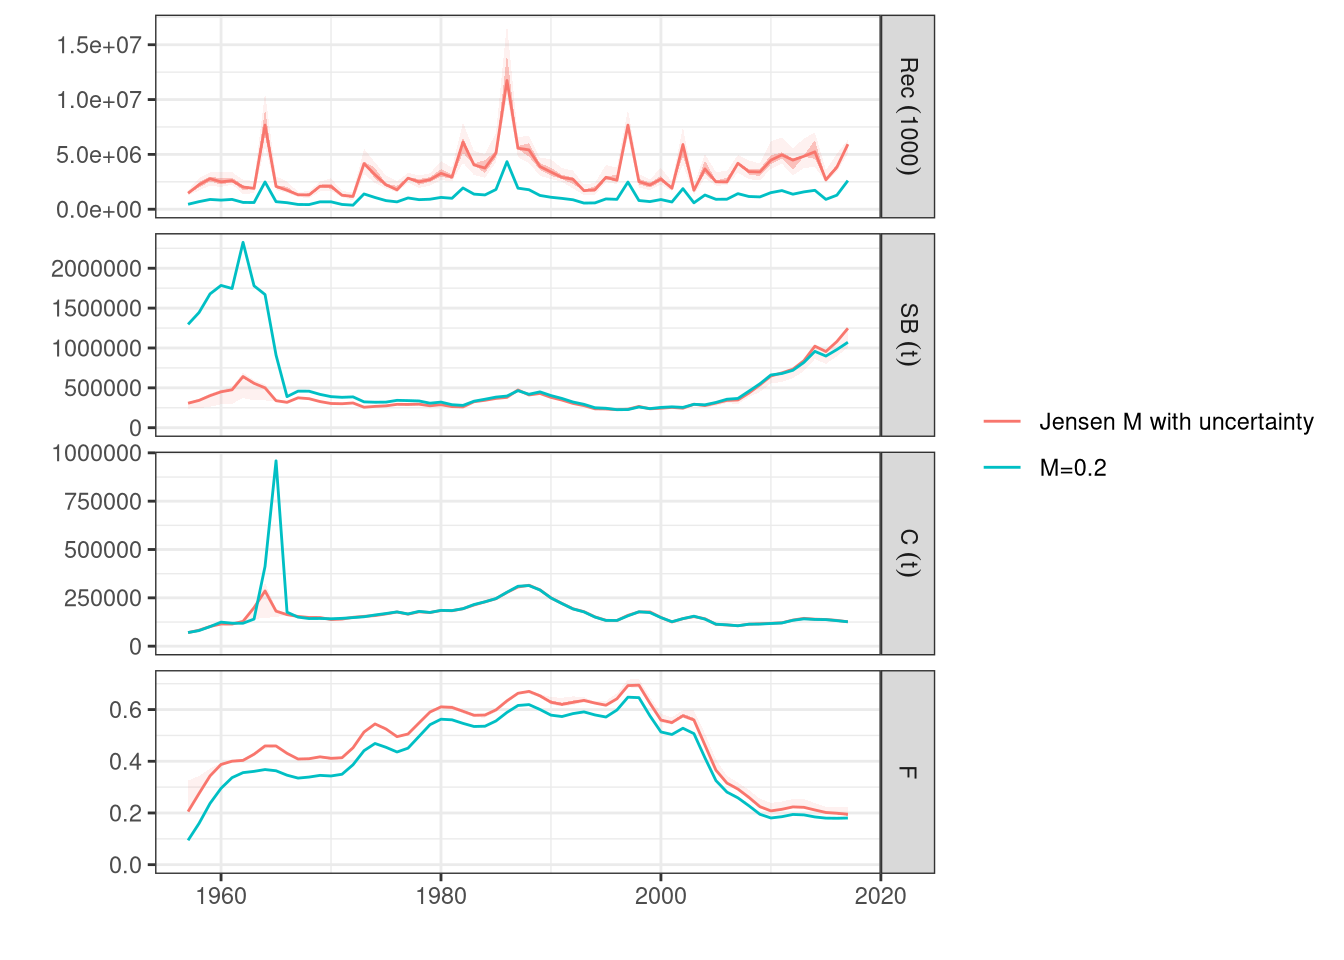 1.5e+07
1.0e+07
5.0e+06
0.0e+00
Rec (1000)
2000000
1500000
1000000
500000
0
SB (t)
1000000
750000
500000
250000
0
C (t)
0.6
0.4
0.2
0.0
F
1960 1980 2000 2020
Jensen M with uncertainty
M=0.2